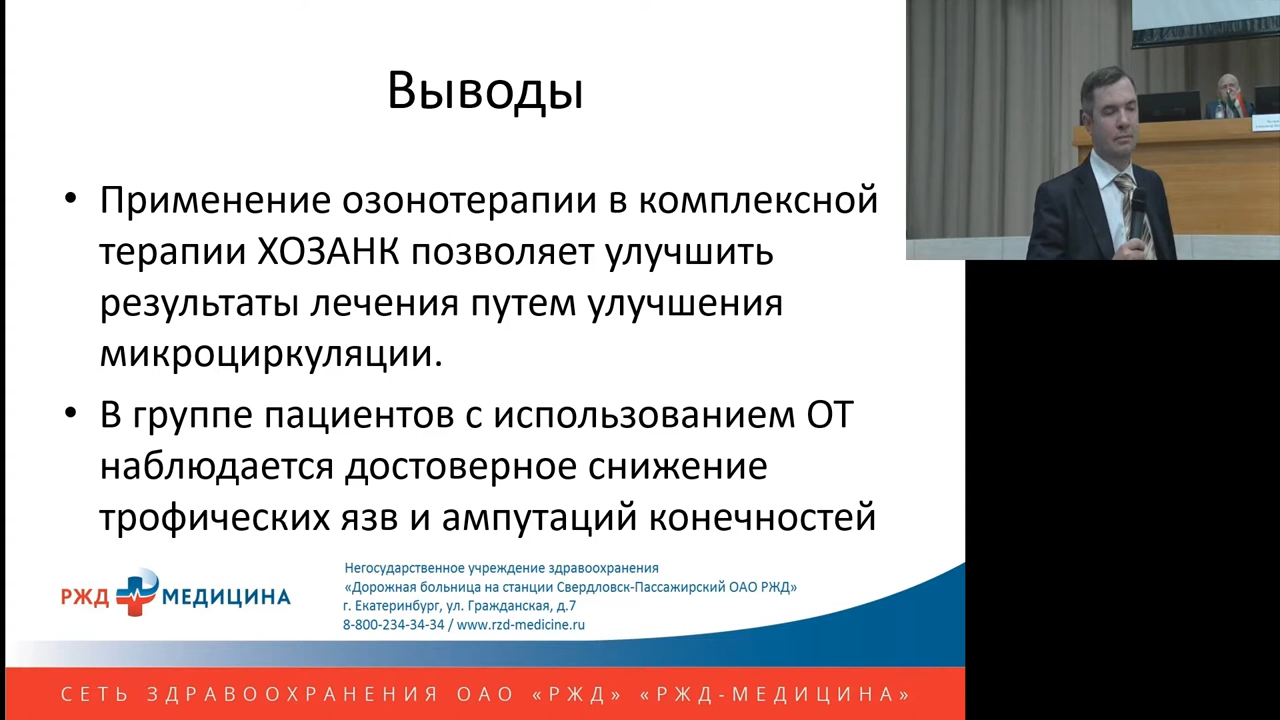 Выводы
• Применение озонотерапии в комплексной
терапии ХОЗАНК позволяет улучшить
результаты лечения путем улучшения
микроциркуляции.
• В группе пациентов с использованием ОТ
наблюдается достоверное снижение
трофических язв и ампутаций конечностей
РЖД МЕДИЦИНА
Негосударственное учреждение здравоохранения
«Дорожная больница на станции Свердловск-Пассажирский ОАО РЖД»
г. Екатеринбург, ул. Гражданская, д.7
8-800-234-34-34 / www.rzd-medicine.ru
СЕТЬ ЗДРАВООХРАНЕНИЯ ОАО «РЖД» «РЖД-МЕДИЦИНА»